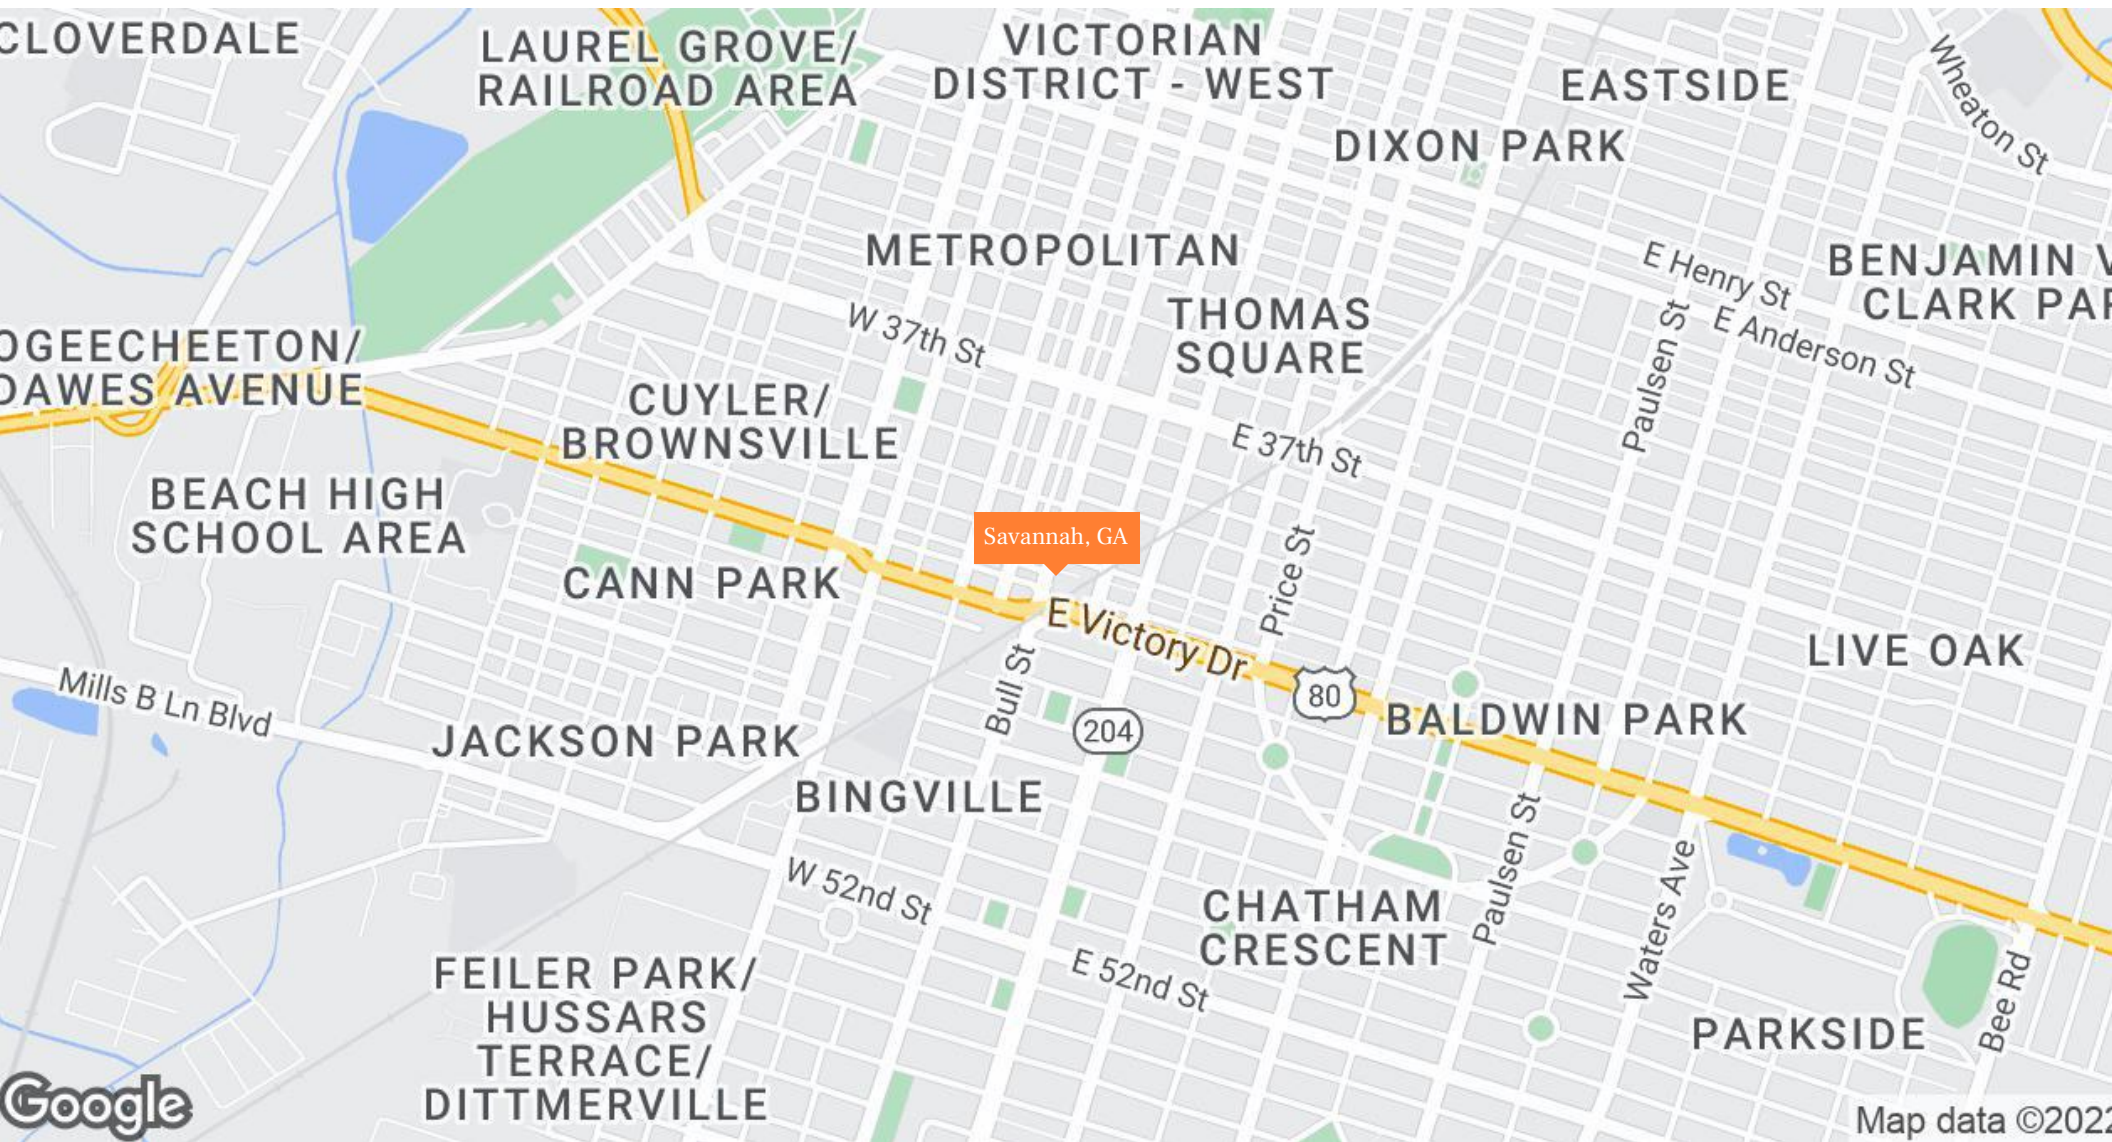 CLOVERDALE
LAUREL GROVE/
RAILROAD AREA
VICTORIAN
DISTRICT - WEST
EASTSIDE
Wheaton St
DIXON PARK
METROPOLITAN
E Henry St
BENJAMIN V
CLARK PAR
THOMAS
SQUARE
W 37th St
Paulsen St
E Anderson St
OGEECHEETON/
DAWES AVENUE
CUYLER/
BROWNSVILLE
E 37th St
BEACH HIGH
SCHOOL AREA
Savannah, GA
CANN PARK
Price St
E Victory Dr
LIVE OAK
Mills B Ln Blvd
Bull St
80
204
BALDWIN PARK
JACKSON PARK
BINGVILLE
Paulsen St
Waters Ave
W 52nd St
CHATHAM
CRESCENT
E 52nd St
FEILER PARK/
HUSSARS
TERRACE/
DITTMERVILLE
Bee Rd
PARKSIDE
Google
Map data ©2022